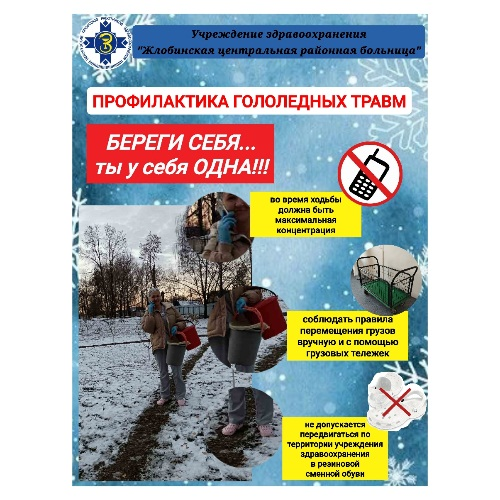 Учреждение здравоохранения
"Жлобинская центральная районная больница"
ПРОФИЛАКТИКА ГОЛОЛЕДНЫХ ТРАВМ
БЕРЕГИ СЕБЯ...
ты у себя ОДНА!!!
во время ходьбы
должна быть
максимальная
концентрация
соблюдать правила
перемещения грузов
вручную и с помощью
грузовых тележек
не допускается
передвигаться по
территории учреждения
здравоохранения
в резиновой
сменной обуви